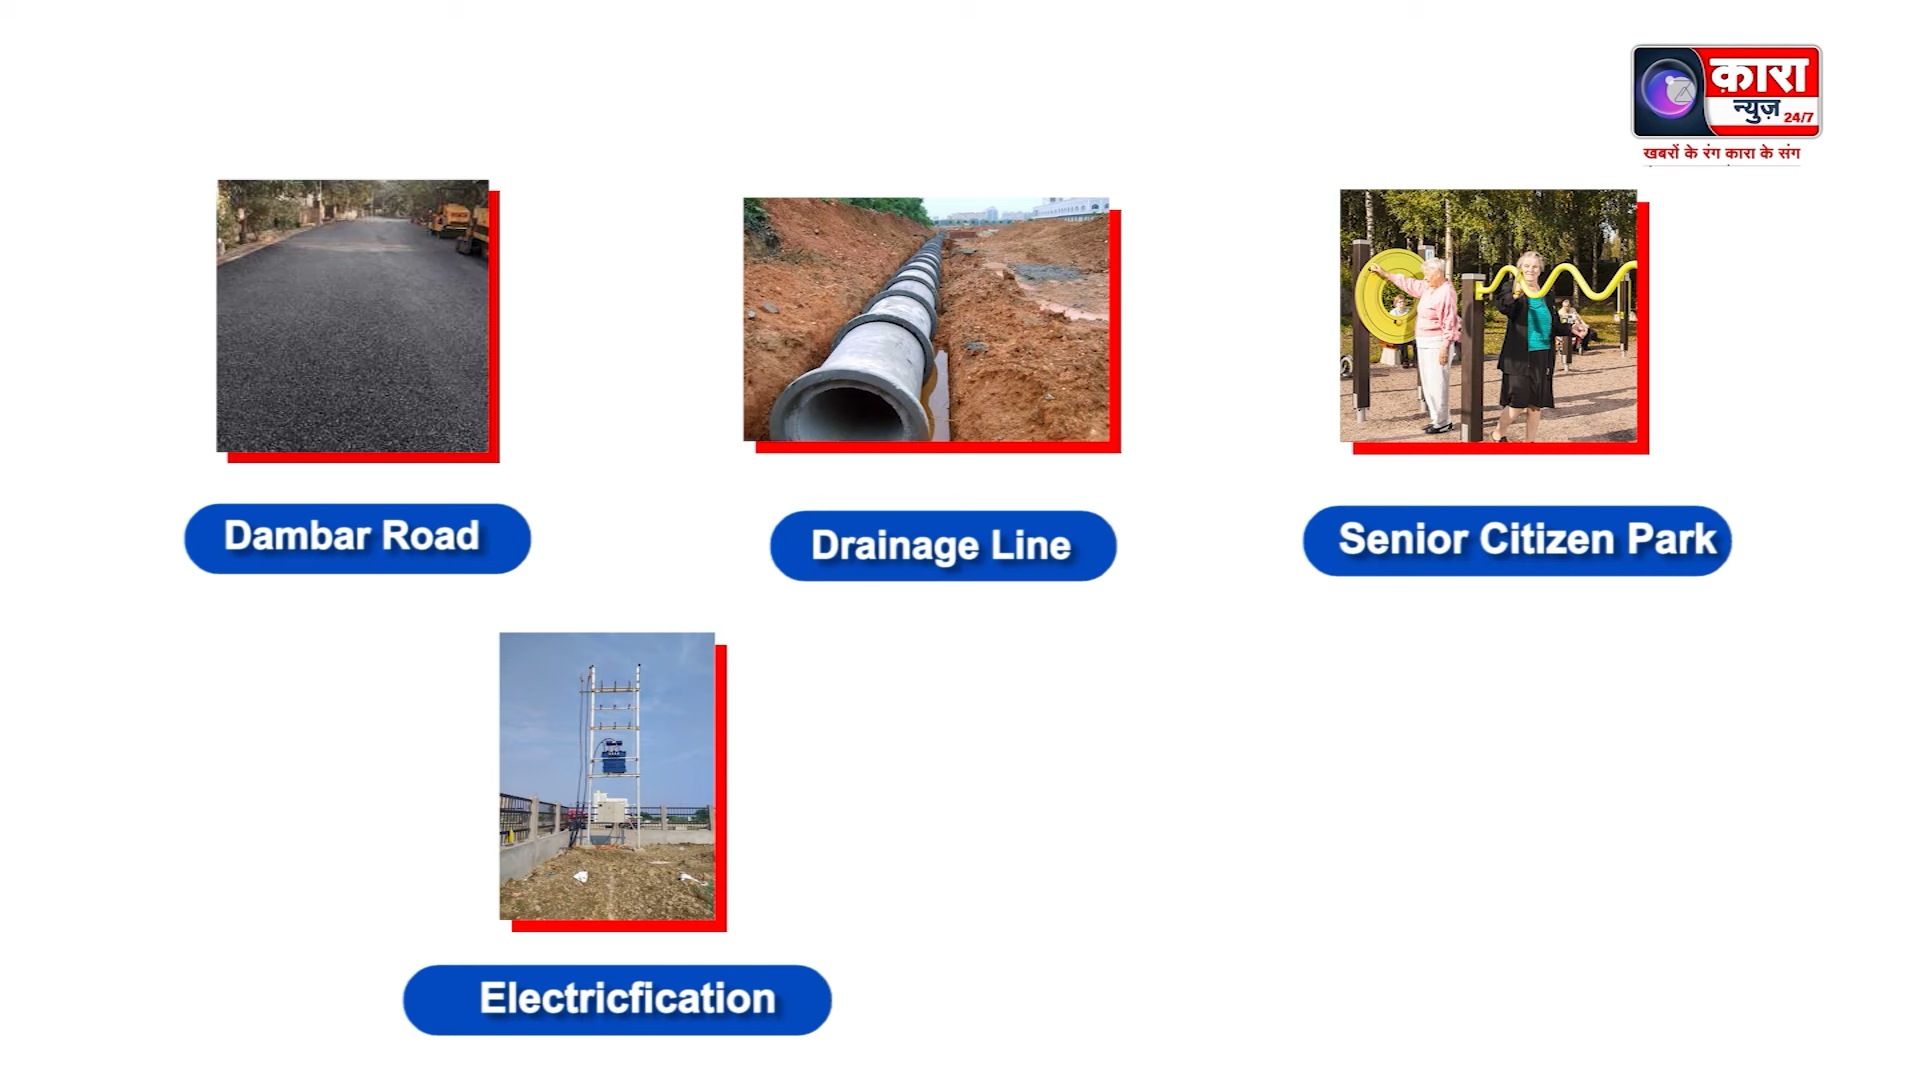 क़ारा
न्युज़ 24/7
खबरों के रंग कारा के संग
Dambar Road
Drainage Line
Senior Citizen Park
Electricfication